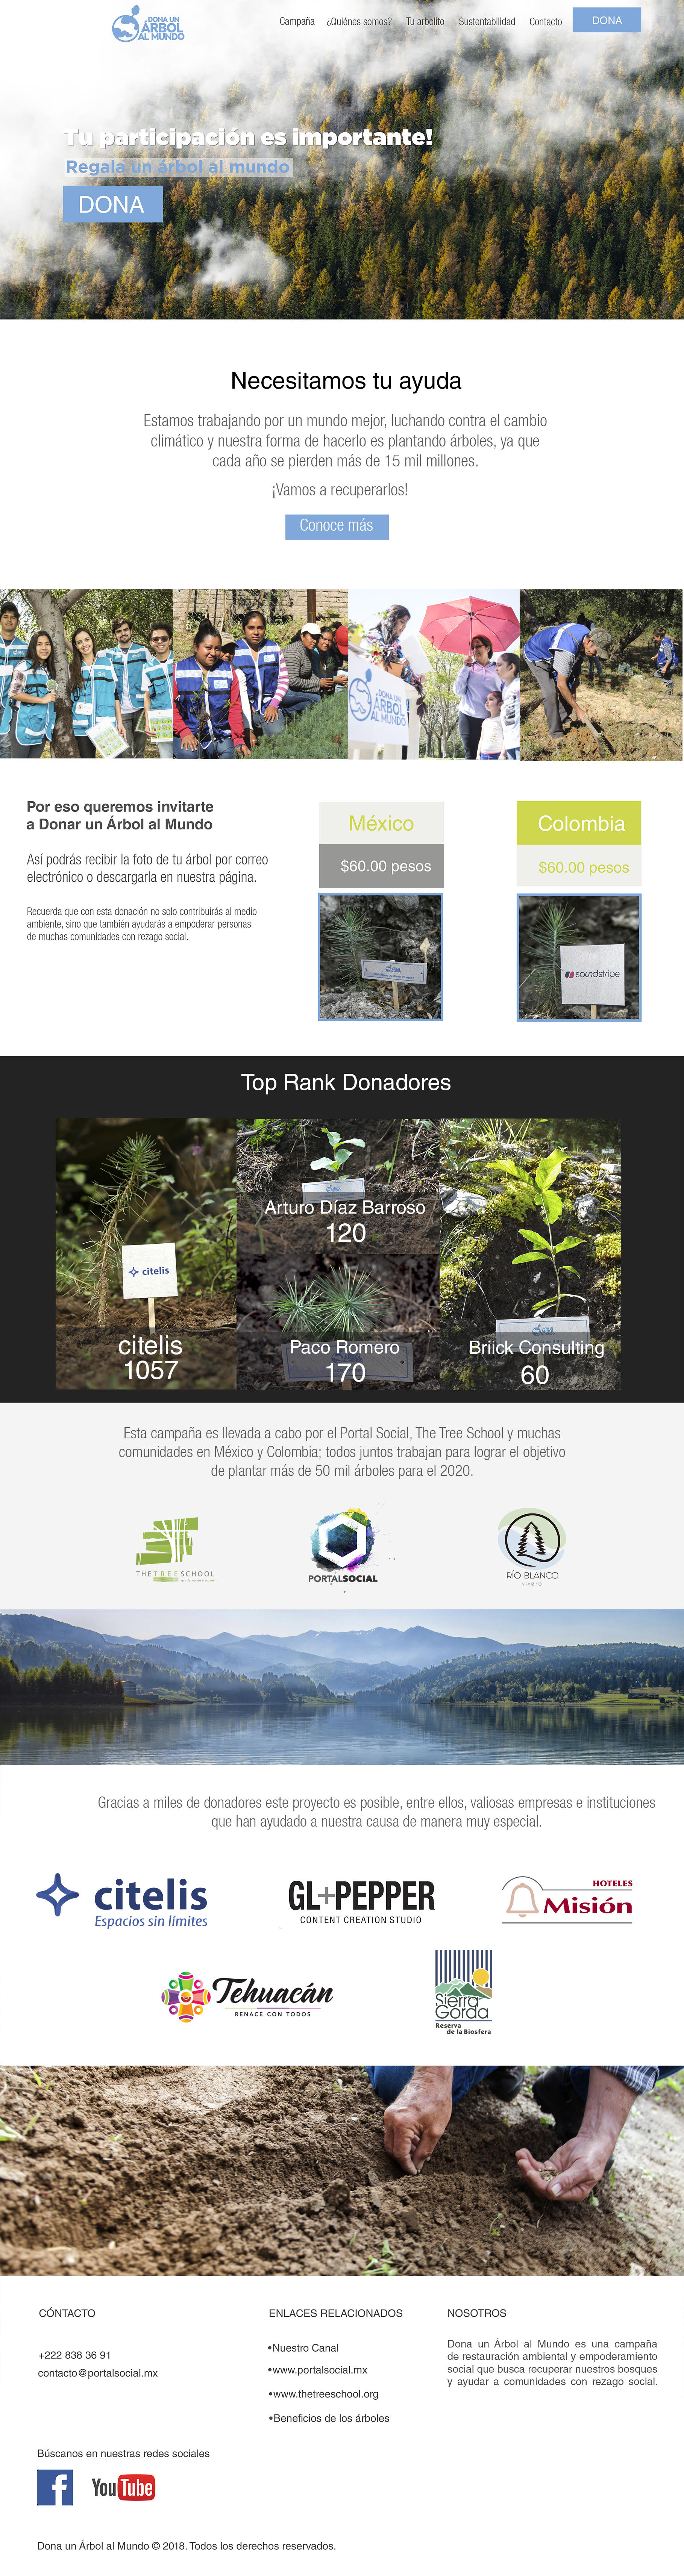 DONA UN
ÁRBOL
AL MUNDO
Campaña
¿Quiénes somos?
Tu arbolito
Sustentabilidad
Contacto
DONA
Tu participación es importante!
Regala un árbol al mundo
DONA
Necesitamos tu ayuda
Estamos trabajando por un mundo mejor, luchando contra el cambio
climático y nuestra forma de hacerlo es plantando árboles, ya que
cada año se pierden más de 15 mil millones.
¡Vamos a recuperarlos!
Conoce más
DONA UN
ÁRBOL
AL MUNDO
Por eso queremos invitarte
a Donar un Árbol al Mundo
Así podrás recibir la foto de tu árbol por correo
electrónico o descargarla en nuestra página.
Recuerda que con esta donación no solo contribuirás al medio
ambiente, sino que también ayudarás a empoderar personas
de muchas comunidades con rezago social.
México
$60.00 pesos
Colombia
$60.00 pesos
soundstripe
Top Rank Donadores
citelis
citelis
1057
Arturo Díaz Barroso
120
Paco Romero
170
Briick Consulting
60
Esta campaña es llevada a cabo por el Portal Social, The Tree School y muchas
comunidades en México y Colombia; todos juntos trabajan para lograr el objetivo
de plantar más de 50 mil árboles para el 2020.
THETREESCHOOL
PORTALSOCIAL
RÍO BLANCO
vivero
Gracias a miles de donadores este proyecto es posible, entre ellos, valiosas empresas e instituciones
que han ayudado a nuestra causa de manera muy especial.
citelis
Espacios sin límites
GL+PEPPER
CONTENT CREATION STUDIO
HOTELES
Misión
Tehuacán
RENACE CON TODOS
Sierra
Gorda
Reserva
de la Biosfera
CÓNTACTO
+222 838 36 91
contacto@portalsocial.mx
ENLACES RELACIONADOS
•Nuestro Canal
•www.portalsocial.mx
•www.thetreeschool.org
•Beneficios de los árboles
NOSOTROS
Dona un Árbol al Mundo es una campaña
de restauración ambiental y empoderamiento
social que busca recuperar nuestros bosques
y ayudar a comunidades con rezago social.
Búscanos en nuestras redes sociales
f
YouTube
Dona un Árbol al Mundo © 2018. Todos los derechos reservados.